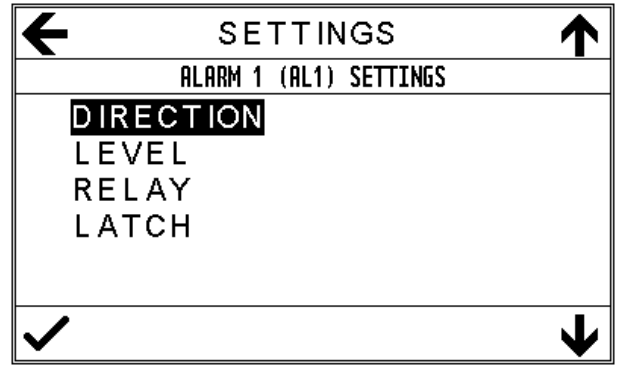 SETTINGS
ALARM 1 (AL1) SETTINGS
DIRECTION
LEVEL
RELAY
LATCH